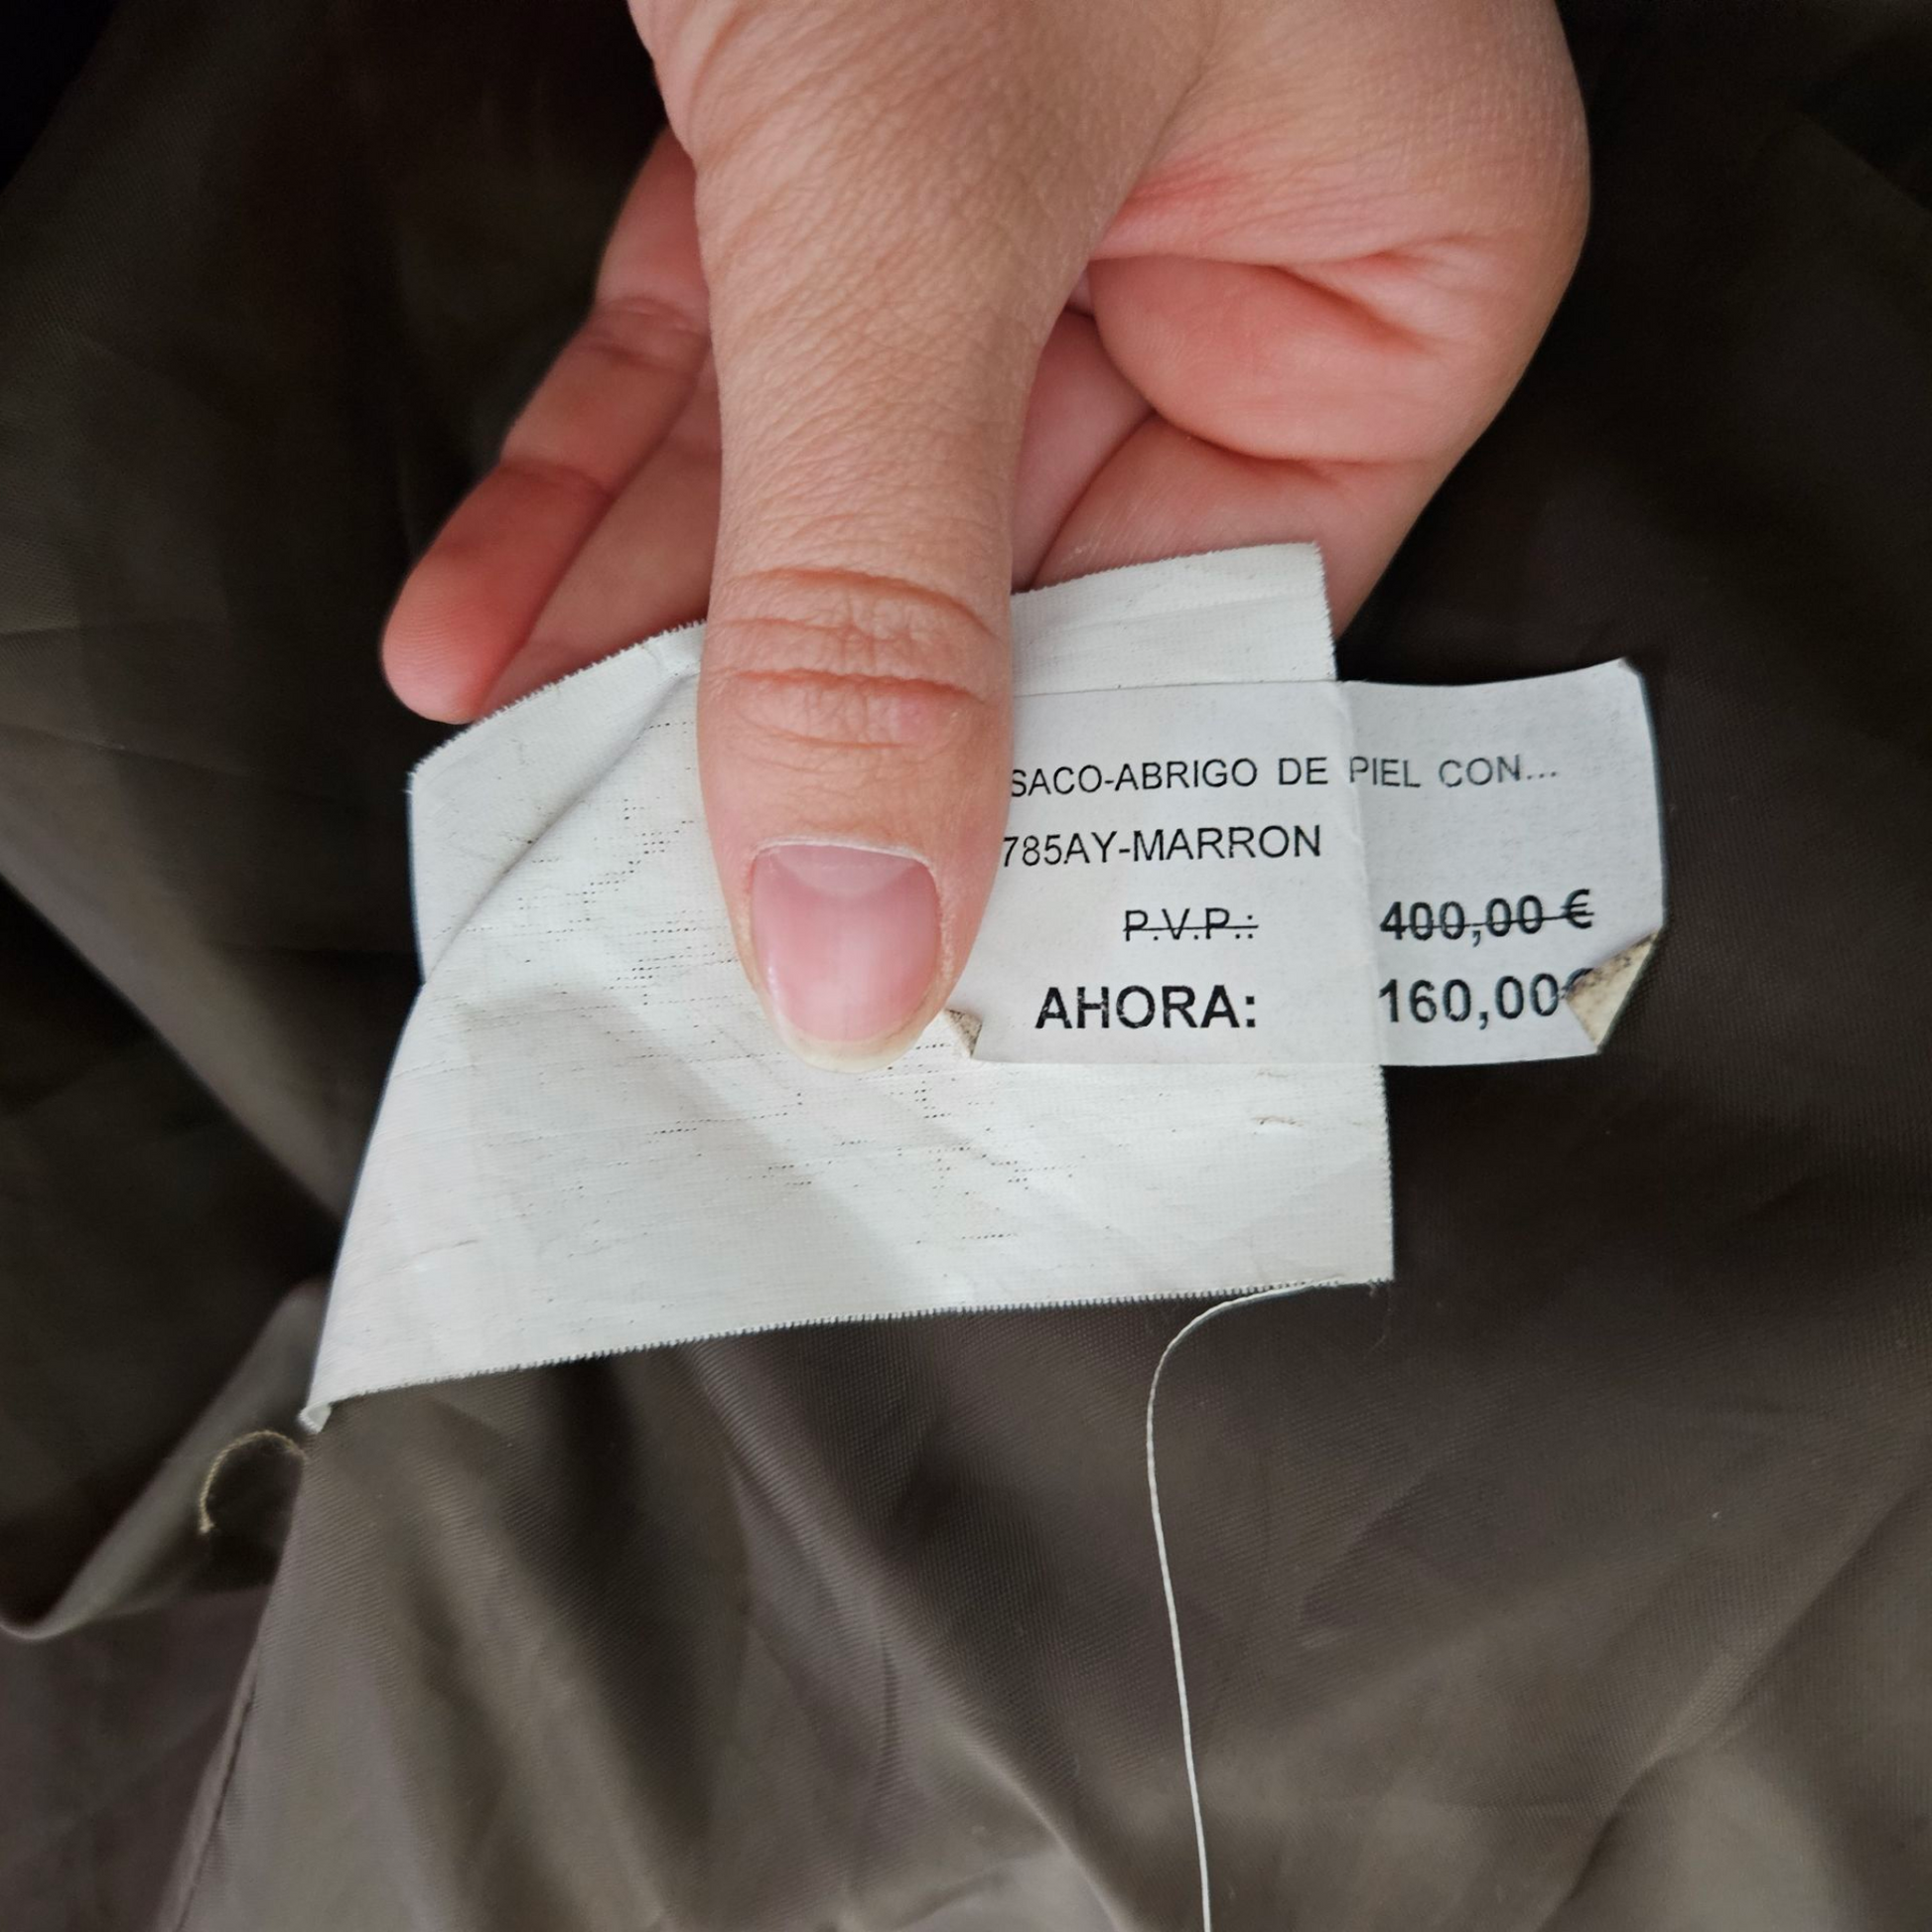 SACO-ABRIGO DE PIEL CON...
785AY-MARRON
P.V.P.: 400,00 €
AHORA: 160,00€